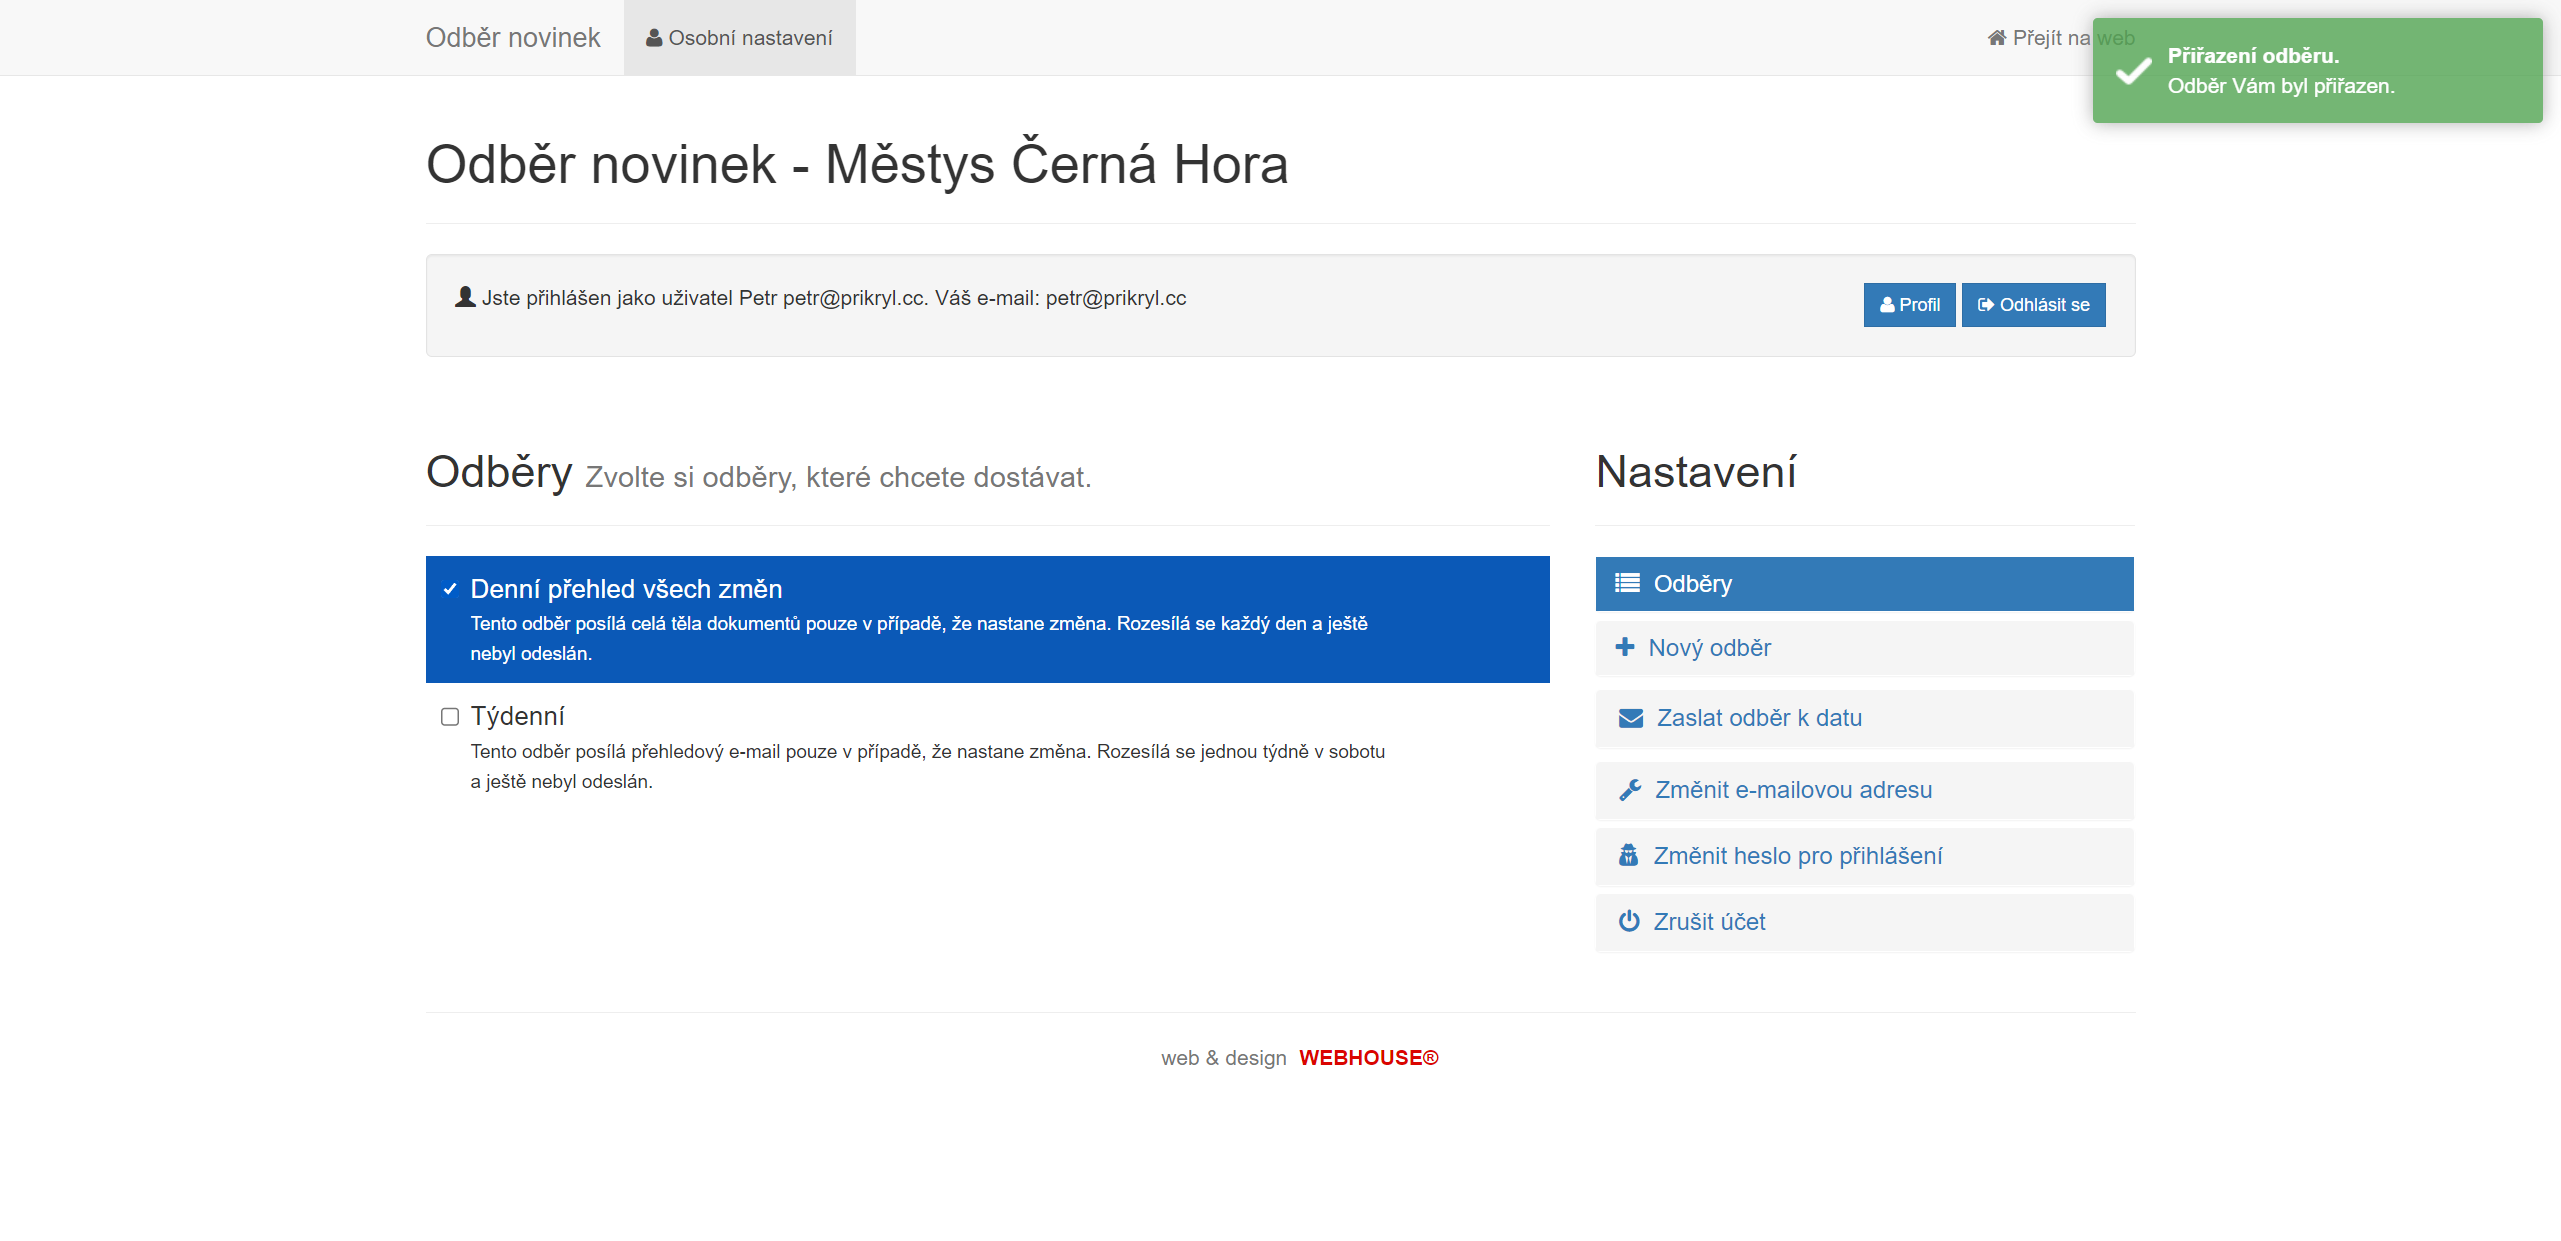 Odběr novinek
Osobní nastavení
Přejít na web
Přiřazení odběru.
Odběr Vám byl přiřazen.
Odběr novinek - Městys Černá Hora
Jste přihlášen jako uživatel Petr petr@prikryl.cc. Váš e-mail: petr@prikryl.cc
Profil
Odhlásit se
Odběry Zvolte si odběry, které chcete dostávat.
Denní přehled všech změn
Tento odběr posílá celá těla dokumentů pouze v případě, že nastane změna. Rozesílá se každý den a ještě
nebyl odeslán.
Týdenní
Tento odběr posílá přehledový e-mail pouze v případě, že nastane změna. Rozesílá se jednou týdně v sobotu
a ještě nebyl odeslán.
Nastavení
Odběry
Nový odběr
Zaslat odběr k datu
Změnit e-mailovou adresu
Změnit heslo pro přihlášení
Zrušit účet
web & design WEBHOUSE®